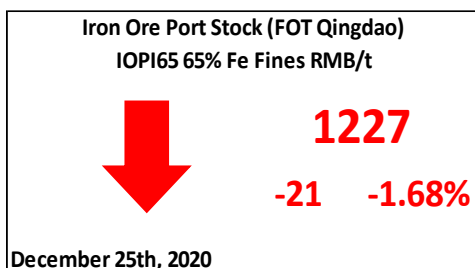 Iron Ore Port Stock (FOT Qingdao)
IOPI65 65% Fe Fines RMB/t
1227
-21 -1.68%
December 25th, 2020